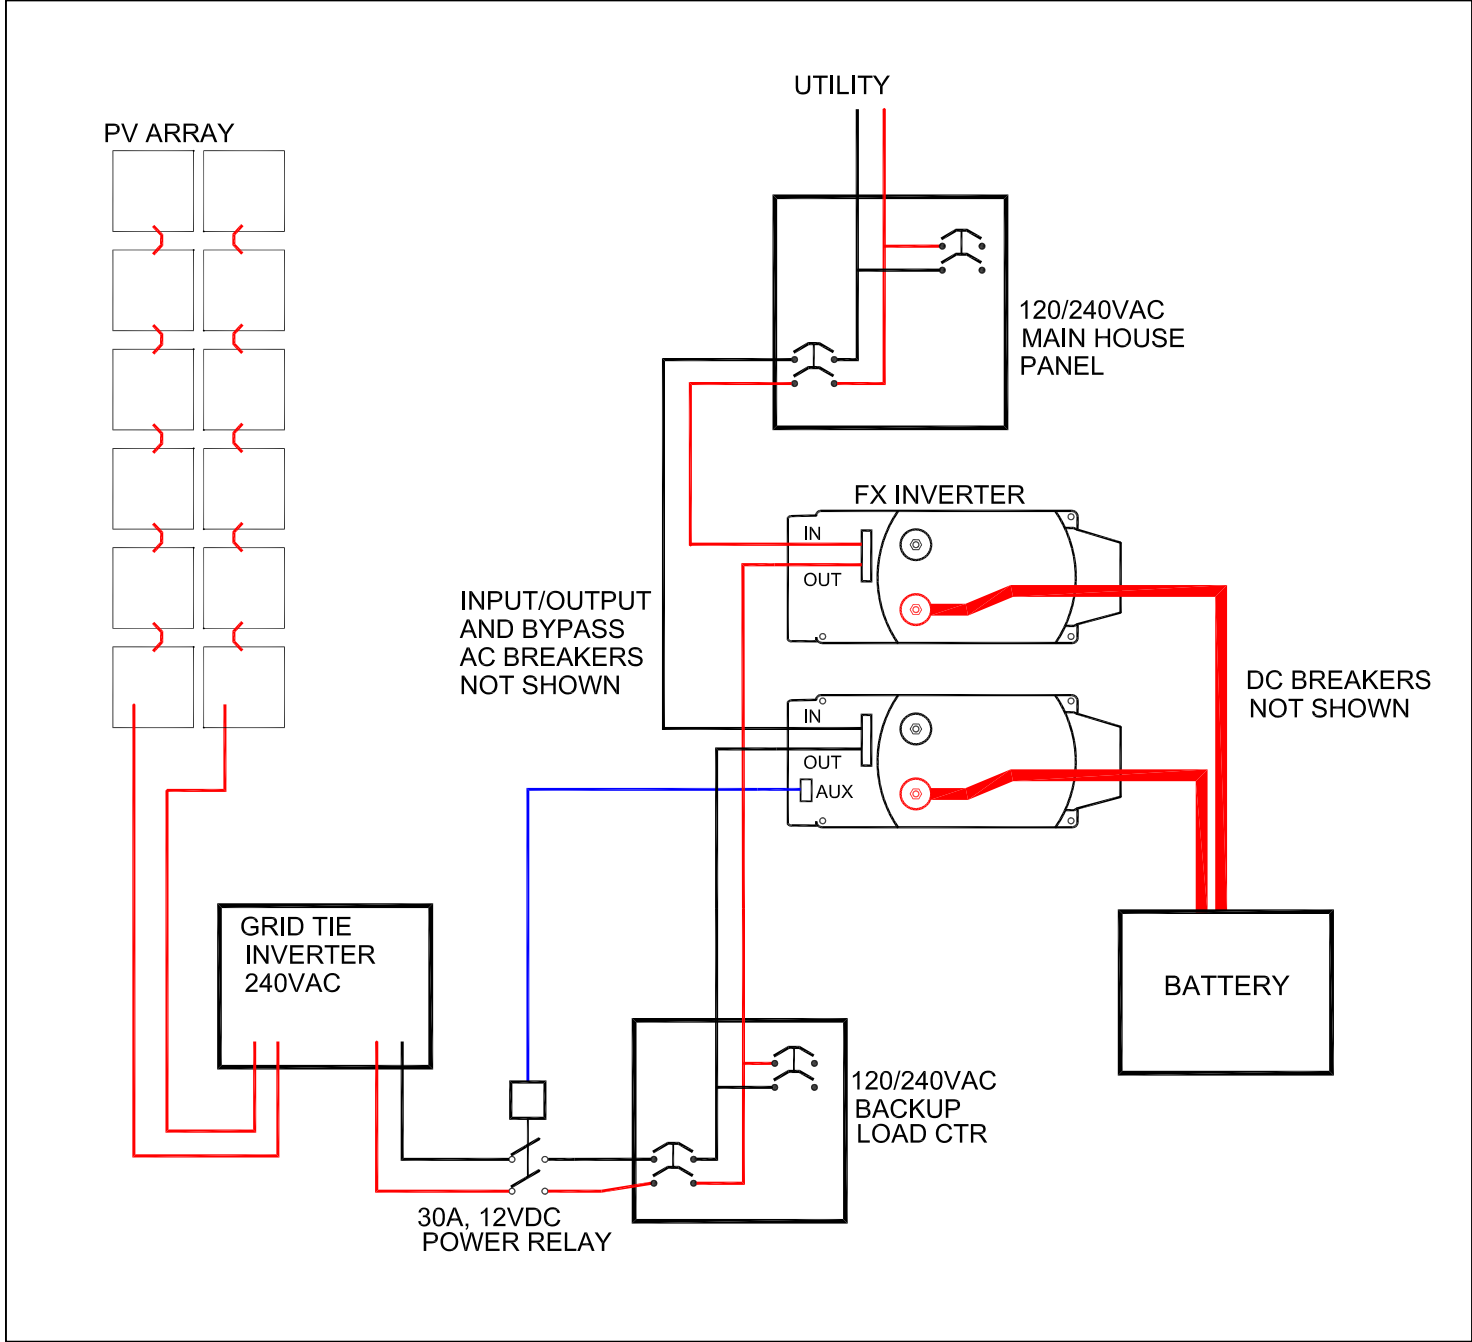 UTILITY
PV ARRAY
120/240VAC
MAIN HOUSE
PANEL
FX INVERTER
IN
OUT
INPUT/OUTPUT
AND BYPASS
AC BREAKERS
NOT SHOWN
DC BREAKERS
NOT SHOWN
IN
OUT
AUX
GRID TIE
INVERTER
240VAC
BATTERY
120/240VAC
BACKUP
LOAD CTR
30A, 12VDC
POWER RELAY